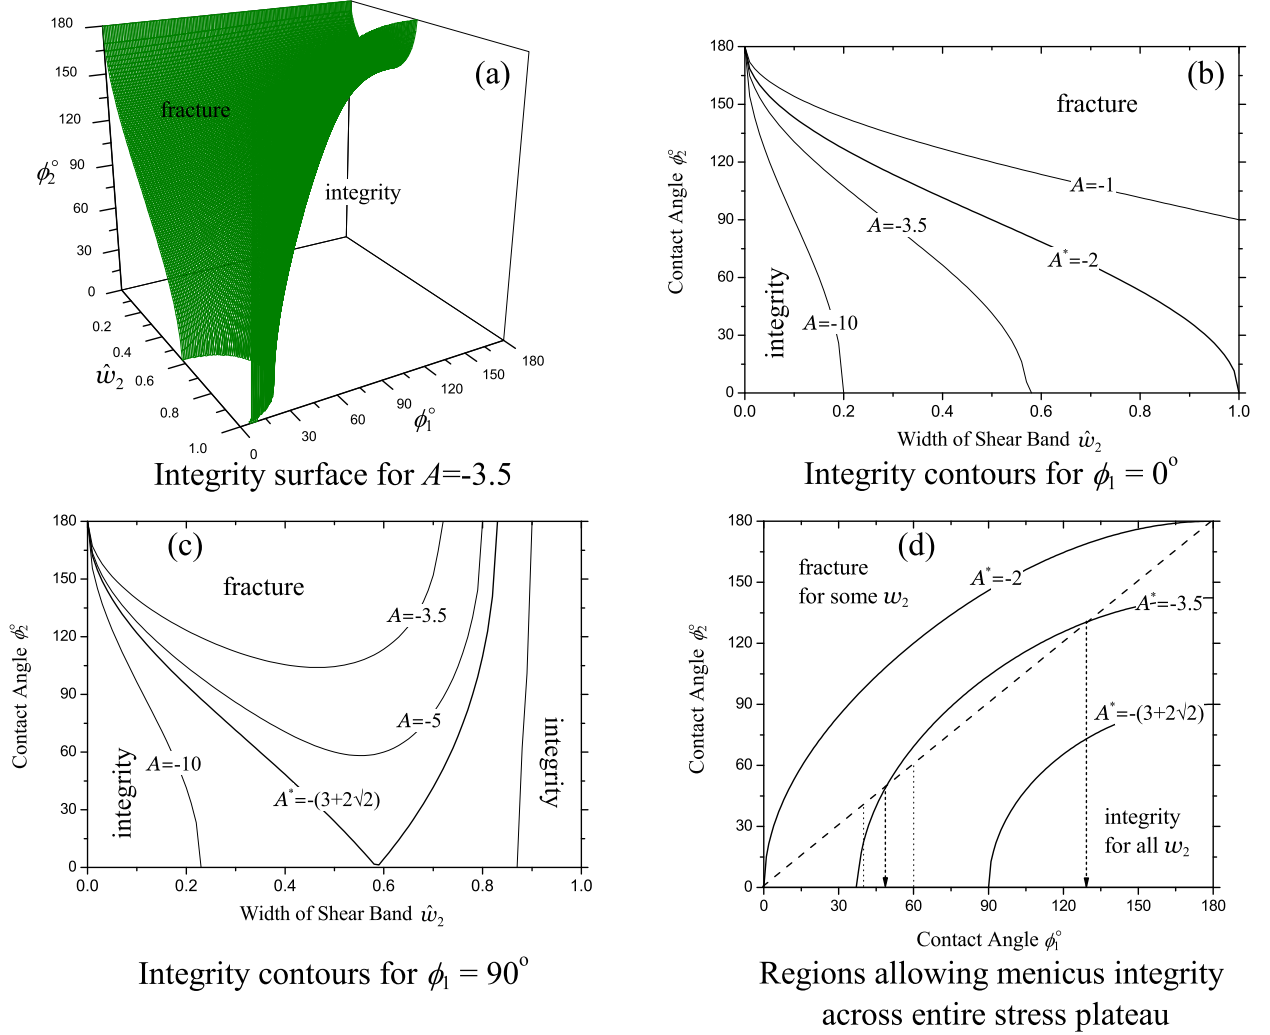 (a)
180
150
120
90
60
30
0
ϕ₂°
fracture
integrity
0.2
0.4
0.6
0.8
1.0
ŵ₂
0
30
60
90
120
150
180
ϕ₁°
Integrity surface for A=-3.5
(b)
180
150
120
90
60
30
0
Contact Angle ϕ₂°
fracture
A=-1
A=-3.5
A*=-2
A=-10
integrity
0.0 0.2 0.4 0.6 0.8 1.0
Width of Shear Band ŵ₂
Integrity contours for ϕ₁ = 0°
(c)
180
150
120
90
60
30
0
Contact Angle ϕ₂°
fracture
A=-3.5
A=-5
A=-10
A*=-(3+2√2)
integrity
integrity
0.0 0.2 0.4 0.6 0.8 1.0
Width of Shear Band ŵ₂
Integrity contours for ϕ₁ = 90°
(d)
180
150
120
90
60
30
0
Contact Angle ϕ₂°
fracture
for some w₂
A*=-2
A*=-3.5
A*=-(3+2√2)
integrity
for all w₂
0 30 60 90 120 150 180
Contact Angle ϕ₁°
Regions allowing menicus integrity
across entire stress plateau